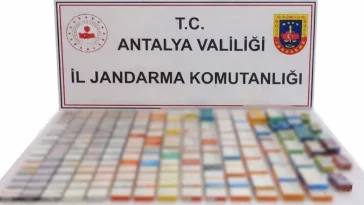 T.C.
ANTALYA VALİLİĞİ
İL JANDARMA KOMUTANLIĞI